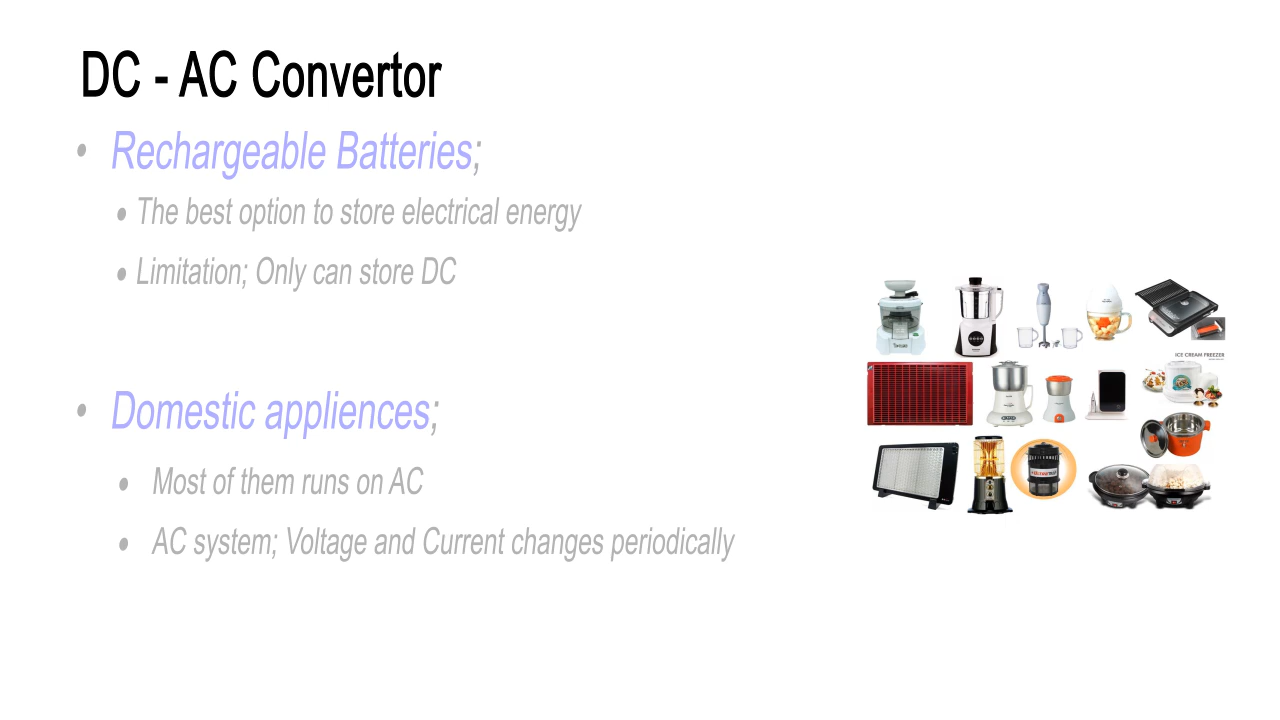 DC - AC Convertor
• Rechargeable Batteries;
• The best option to store electrical energy
• Limitation; Only can store DC
• Domestic appliences;
• Most of them runs on AC
• AC system; Voltage and Current changes periodically
ICE CREAM FREEZER